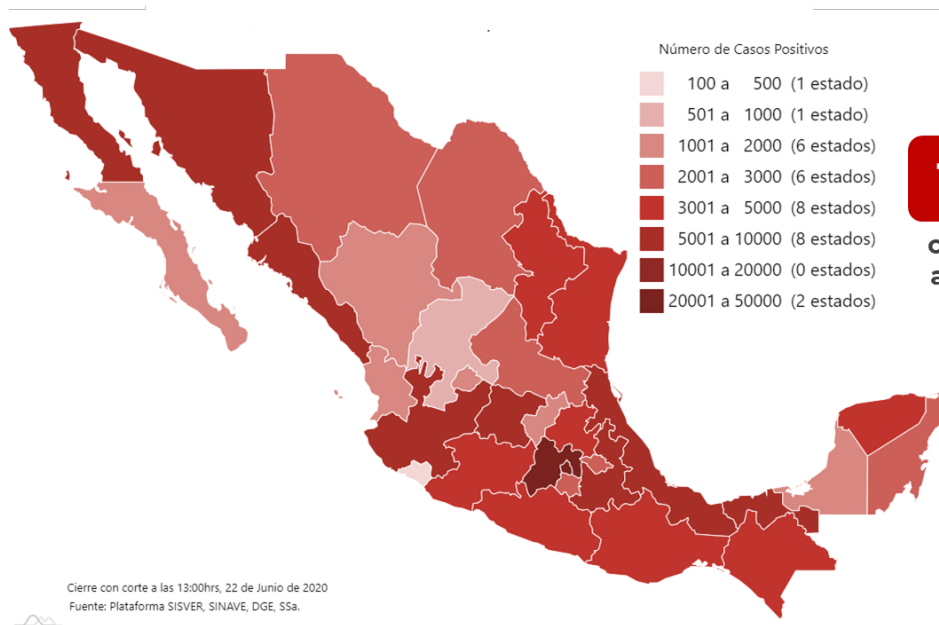 Número de Casos Positivos
100 a 500 (1 estado)
501 a 1000 (1 estado)
1001 a 2000 (6 estados)
2001 a 3000 (6 estados)
3001 a 5000 (8 estados)
5001 a 10000 (8 estados)
10001 a 20000 (0 estados)
20001 a 50000 (2 estados)
Cierre con corte a las 13:00hrs, 22 de Junio de 2020
Fuente: Plataforma SISVER, SINAVE, DGE, SSa.